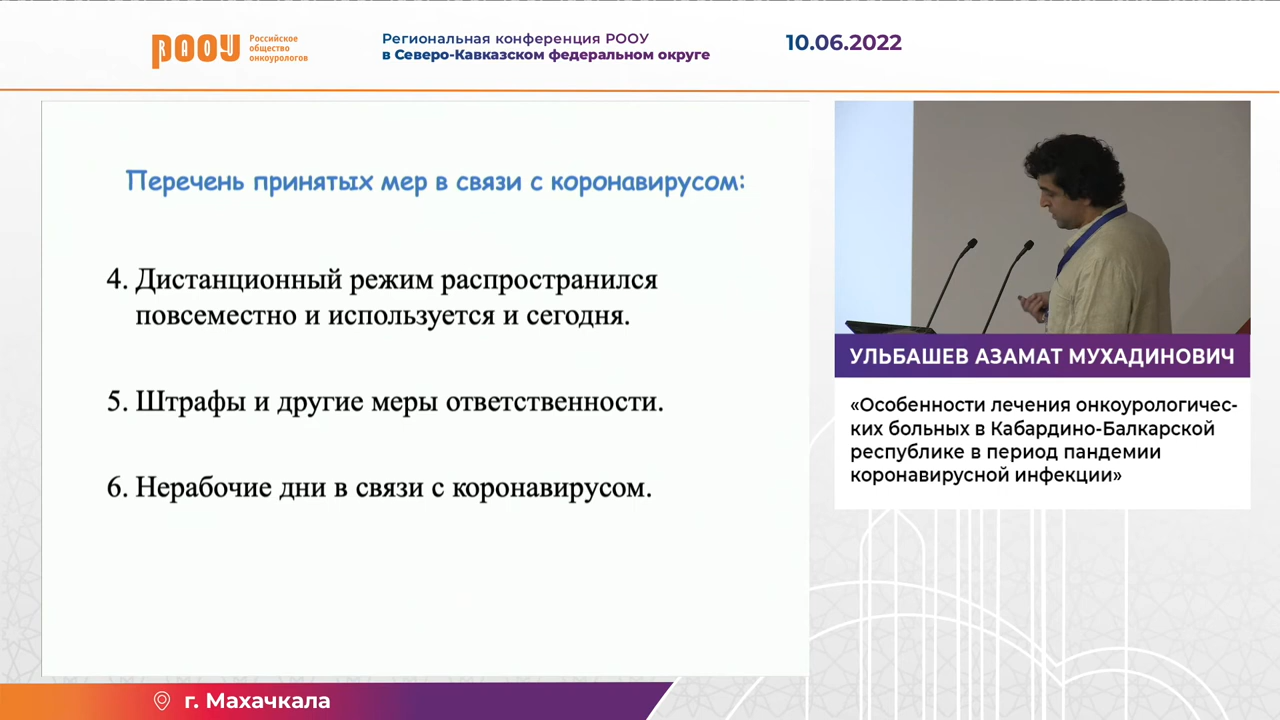 РООУ
RAOU
Российское
общество
онкоурологов
Региональная конференция РООУ
в Северо-Кавказском федеральном округе
10.06.2022
Перечень принятых мер в связи с коронавирусом:
4. Дистанционный режим распространился
повсеместно и используется и сегодня.
5. Штрафы и другие меры ответственности.
6. Нерабочие дни в связи с коронавирусом.
УЛЬБАШЕВ АЗАМАТ МУХАДИНОВИЧ
«Особенности лечения онкоурологичес-
ких больных в Кабардино-Балкарской
республике в период пандемии
коронавирусной инфекции»
г. Махачкала